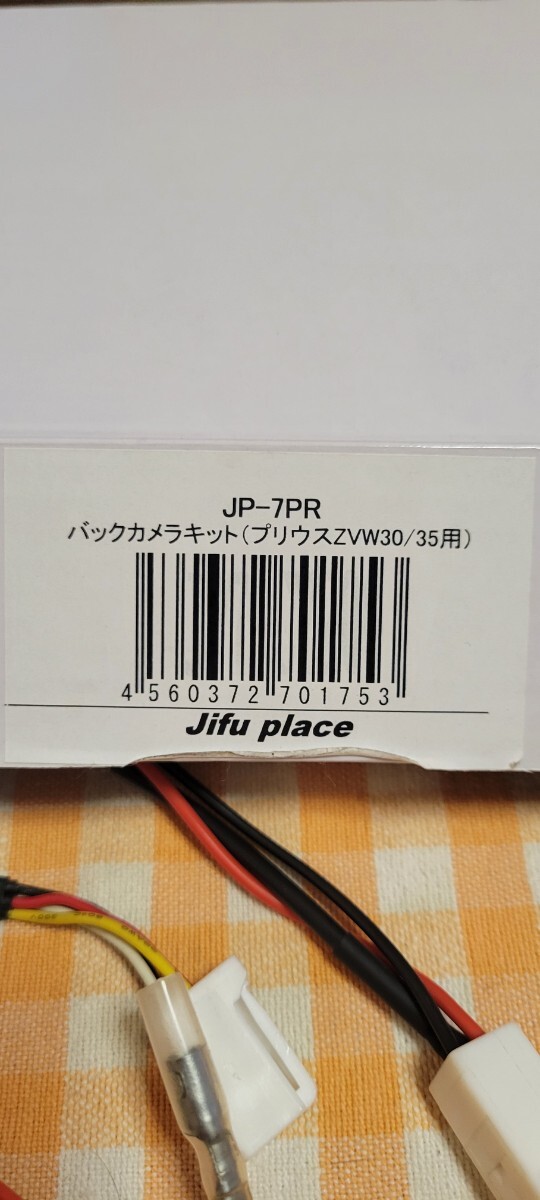 JP-7PR
バックカメラキット(プリウスZVW30/35用)
4 560372 701753
Jifu place